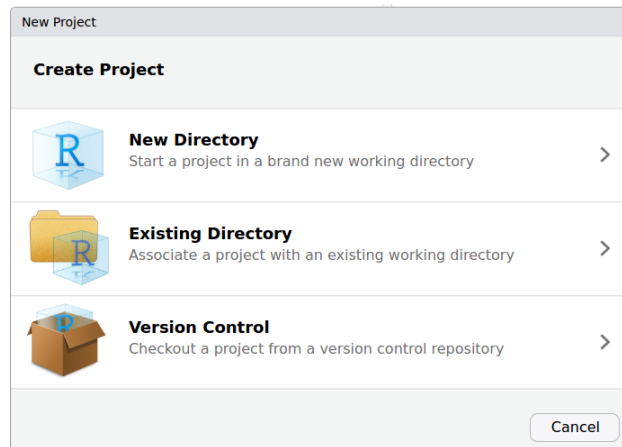 New Project
Create Project
R
New Directory
Start a project in a brand new working directory
R
Existing Directory
Associate a project with an existing working directory
R
Version Control
Checkout a project from a version control repository
Cancel